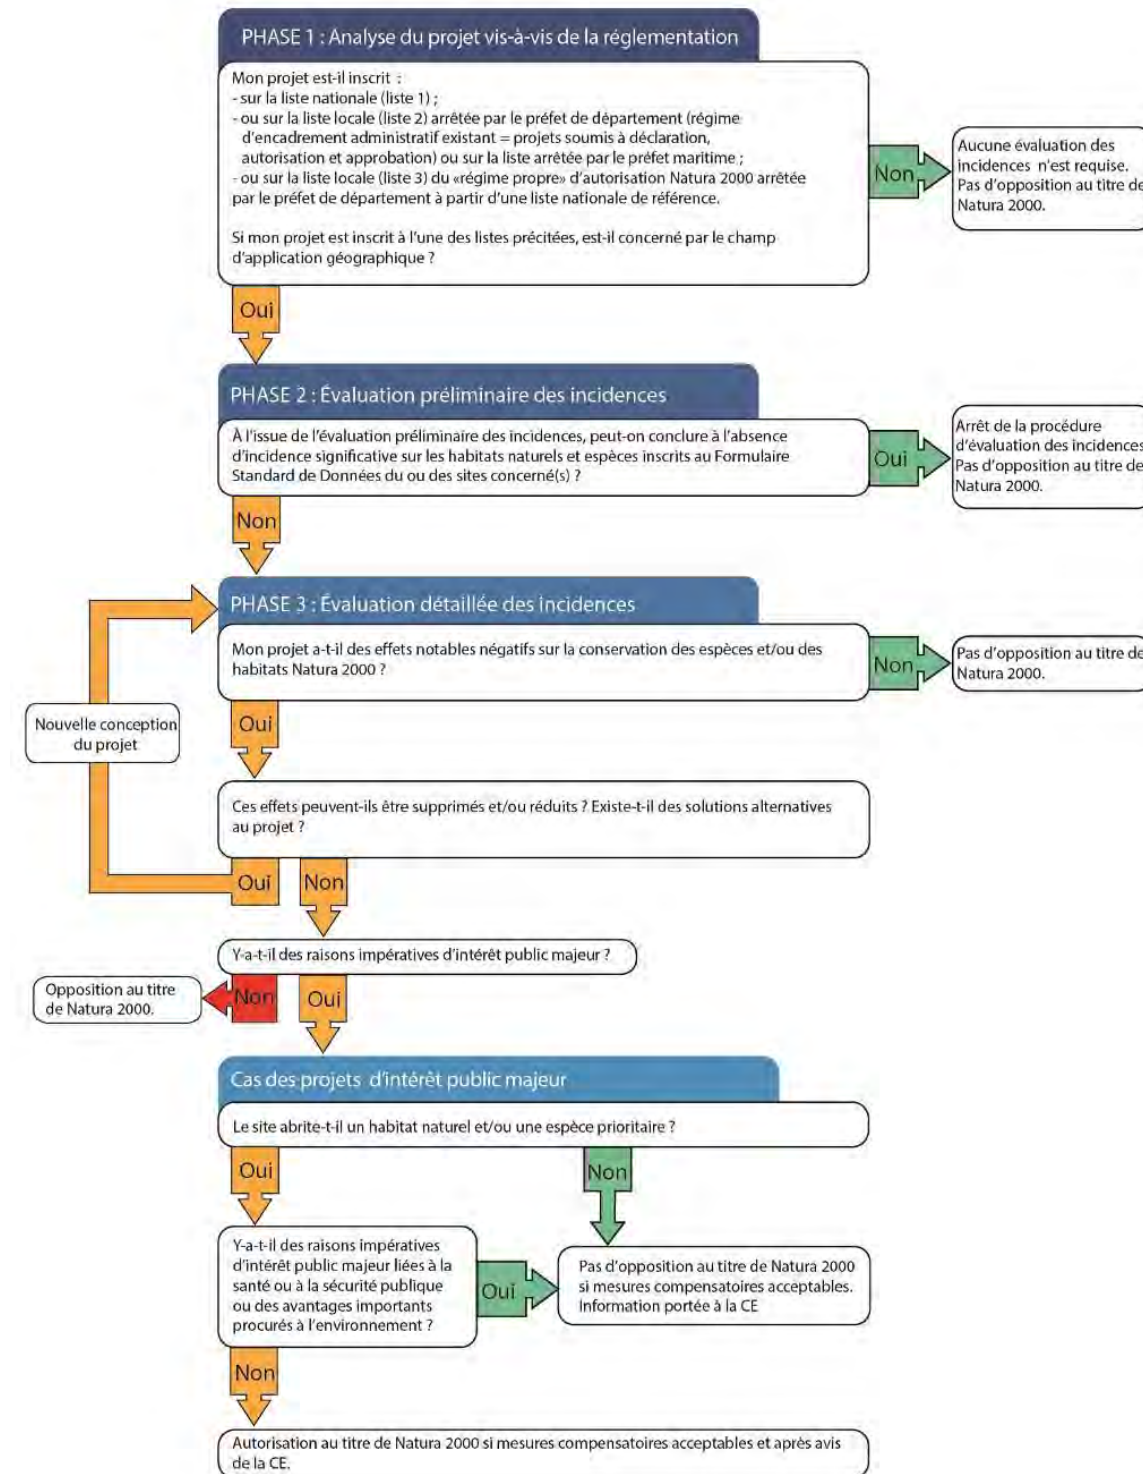 PHASE 1 : Analyse du projet vis-à-vis de la réglementation
Mon projet est-il inscrit :
- sur la liste nationale (liste 1) ;
- ou sur la liste locale (liste 2) arrêtée par le préfet de département (régime
d'encadrement administratif existant = projets soumis à déclaration,
autorisation et approbation) ou sur la liste arrêtée par le préfet maritime ;
- ou sur la liste locale (liste 3) du «régime propre» d'autorisation Natura 2000 arrêtée
par le préfet de département à partir d'une liste nationale de référence.
Si mon projet est inscrit à l'une des listes précitées, est-il concerné par le champ
d'application géographique ?
Non
Aucune évaluation des
incidences n'est requise.
Pas d'opposition au titre de
Natura 2000.
Oui
PHASE 2 : Évaluation préliminaire des incidences
À l'issue de l'évaluation préliminaire des incidences, peut-on conclure à l'absence
d'incidence significative sur les habitats naturels et espèces inscrits au Formulaire
Standard de Données du ou des sites concerné(s) ?
Oui
Arrêt de la procédure
d'évaluation des incidences
Pas d'opposition au titre de
Natura 2000.
Non
PHASE 3 : Évaluation détaillée des incidences
Mon projet a-t-il des effets notables négatifs sur la conservation des espèces et/ou des
habitats Natura 2000 ?
Non
Pas d'opposition au titre de
Natura 2000.
Nouvelle conception
du projet
Oui
Ces effets peuvent-ils être supprimés et/ou réduits ? Existe-t-il des solutions alternatives
au projet ?
Oui
Non
Y-a-t-il des raisons impératives d'intérêt public majeur ?
Opposition au titre
de Natura 2000.
Non
Oui
Cas des projets d'intérêt public majeur
Le site abrite-t-il un habitat naturel et/ou une espèce prioritaire ?
Oui
Non
Y-a-t-il des raisons impératives
d'intérêt public majeur liées à la
santé ou à la sécurité publique
ou des avantages importants
procurés à l'environnement ?
Oui
Pas d'opposition au titre de Natura 2000
si mesures compensatoires acceptables.
Information portée à la CE
Non
Autorisation au titre de Natura 2000 si mesures compensatoires acceptables et après avis
de la CE.